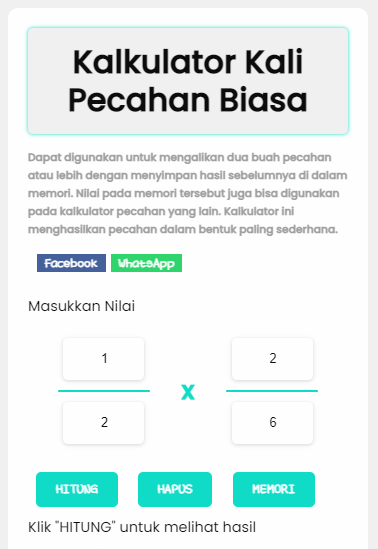 Kalkulator Kali
Pecahan Biasa
Dapat digunakan untuk mengalikan dua buah pecahan
atau lebih dengan menyimpan hasil sebelumnya di dalam
memori. Nilai pada memori tersebut juga bisa digunakan
pada kalkulator pecahan yang lain. Kalkulator ini
menghasilkan pecahan dalam bentuk paling sederhana.
Facebook WhatsApp
Masukkan Nilai
1 2
x
2 6
HITUNG HAPUS MEMORI
Klik "HITUNG" untuk melihat hasil